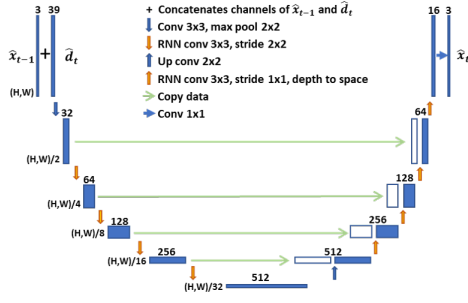 3 39
x̂ₜ₋₁ + d̂ₜ
(H,W)
+ Concatenates channels of x̂ₜ₋₁ and d̂ₜ
Conv 3x3, max pool 2x2
RNN conv 3x3, stride 2x2
Up conv 2x2
RNN conv 3x3, stride 1x1, depth to space
Copy data
Conv 1x1
16 3
x̂ₜ
32
64
(H,W)/2
64
128
(H,W)/4
128
256
(H,W)/8
256
512
(H,W)/16
512
(H,W)/32